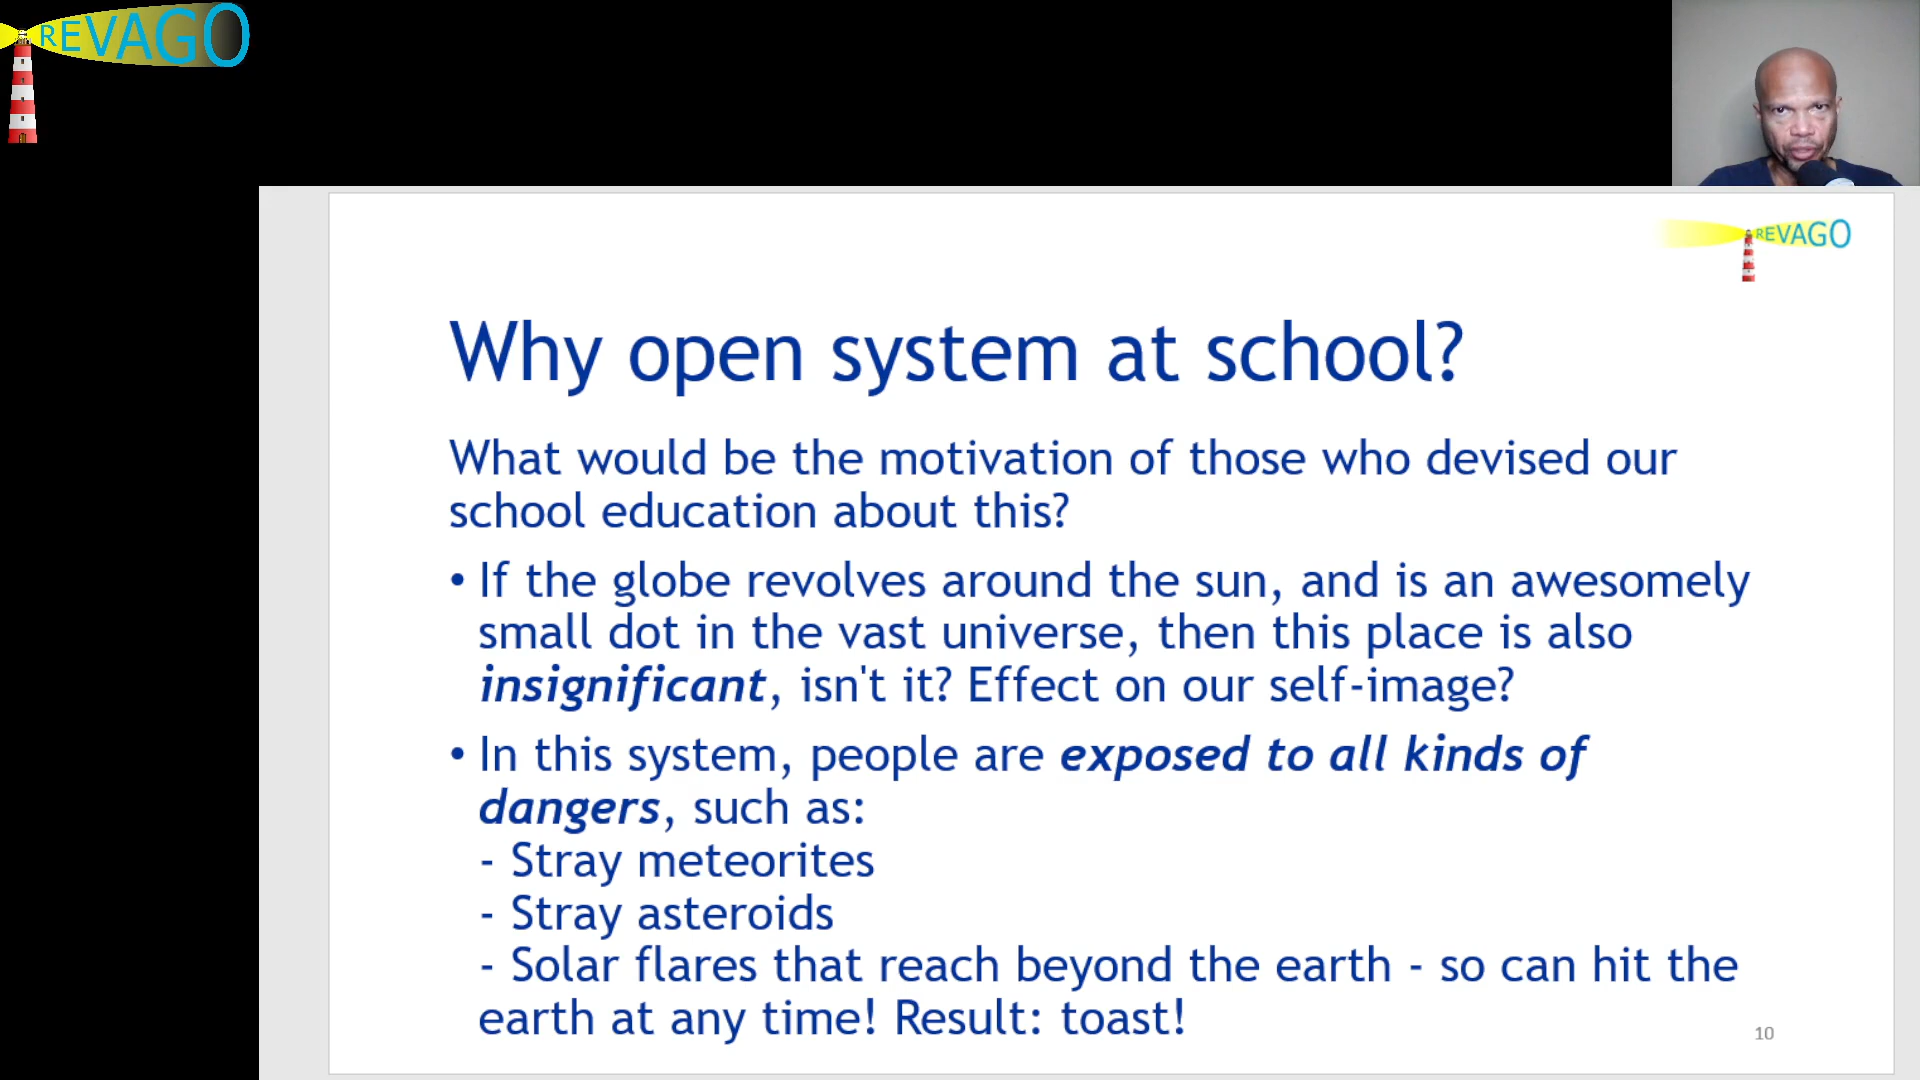 REVAGO
REVAGO
Why open system at school?
What would be the motivation of those who devised our
school education about this?
• If the globe revolves around the sun, and is an awesomely
small dot in the vast universe, then this place is also
insignificant, isn't it? Effect on our self-image?
• In this system, people are exposed to all kinds of
dangers, such as:
- Stray meteorites
- Stray asteroids
- Solar flares that reach beyond the earth - so can hit the
earth at any time! Result: toast!
10